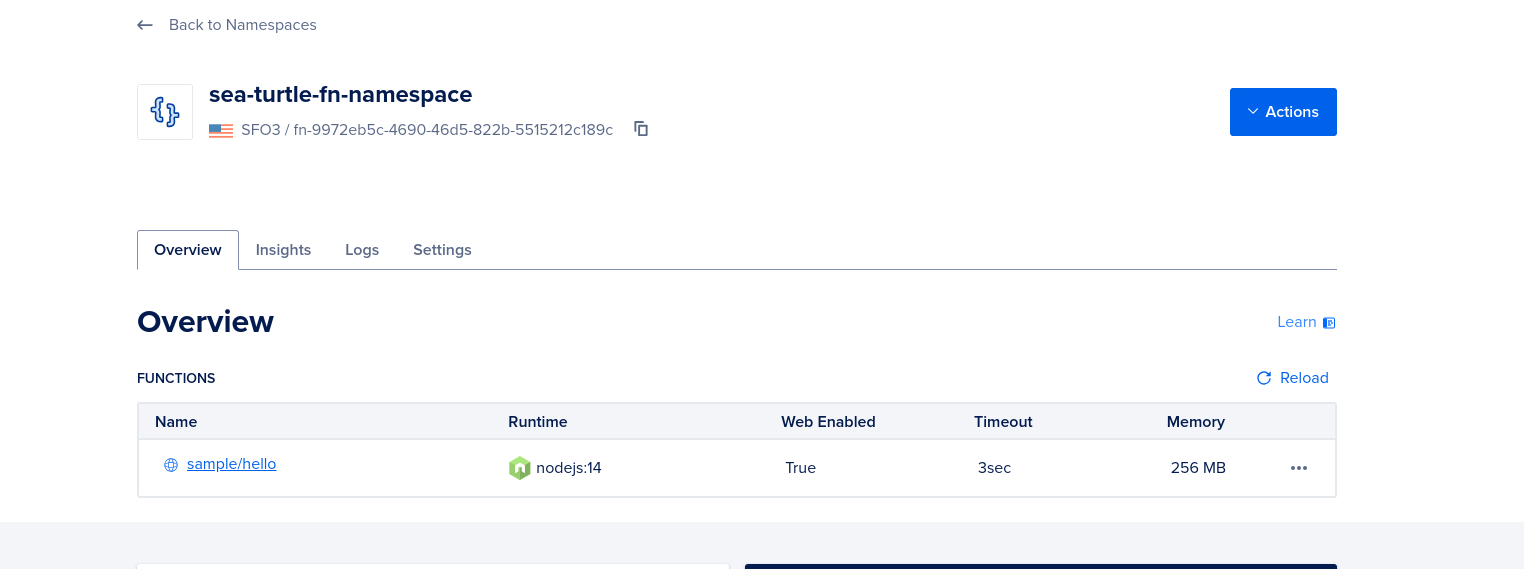 Back to Namespaces
sea-turtle-fn-namespace
SFO3 / fn-9972eb5c-4690-46d5-822b-5515212c189c
Actions
Overview Insights Logs Settings
Overview
Learn
FUNCTIONS
Reload
Name Runtime Web Enabled Timeout Memory
sample/hello nodejs:14 True 3sec 256 MB